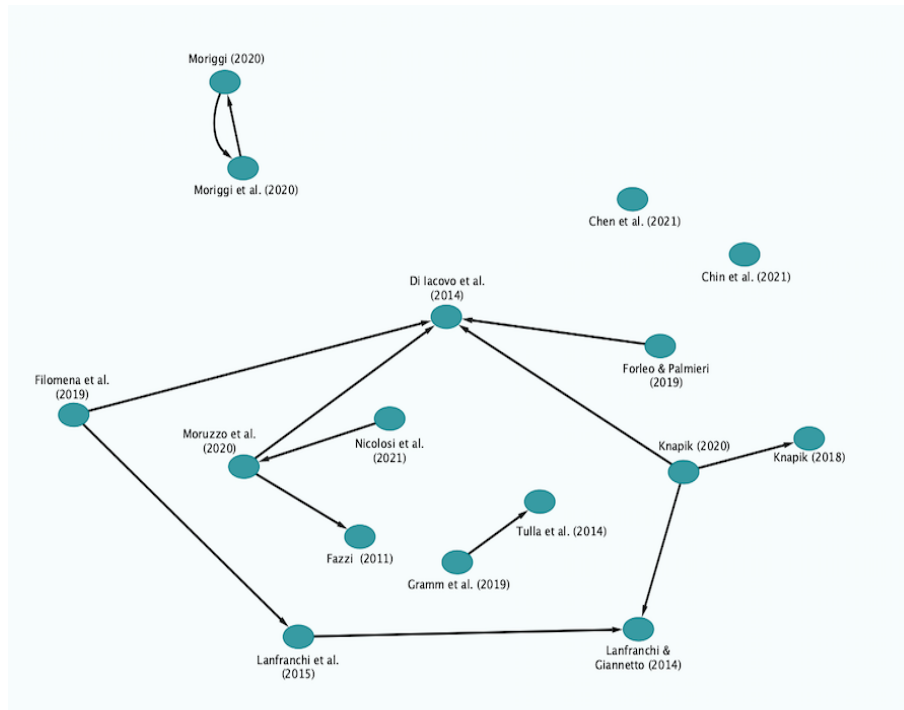 Moriggi (2020)
Moriggi et al. (2020)
Chen et al. (2021)
Chin et al. (2021)
Di Iacovo et al.
(2014)
Forleo & Palmieri
(2019)
Filomena et al.
(2019)
Moruzzo et al.
(2020)
Nicolosi et al.
(2021)
Knapik (2020)
Knapik (2018)
Tulla et al. (2014)
Fazzi (2011)
Gramm et al. (2019)
Lanfranchi et al.
(2015)
Lanfranchi &
Giannetto (2014)